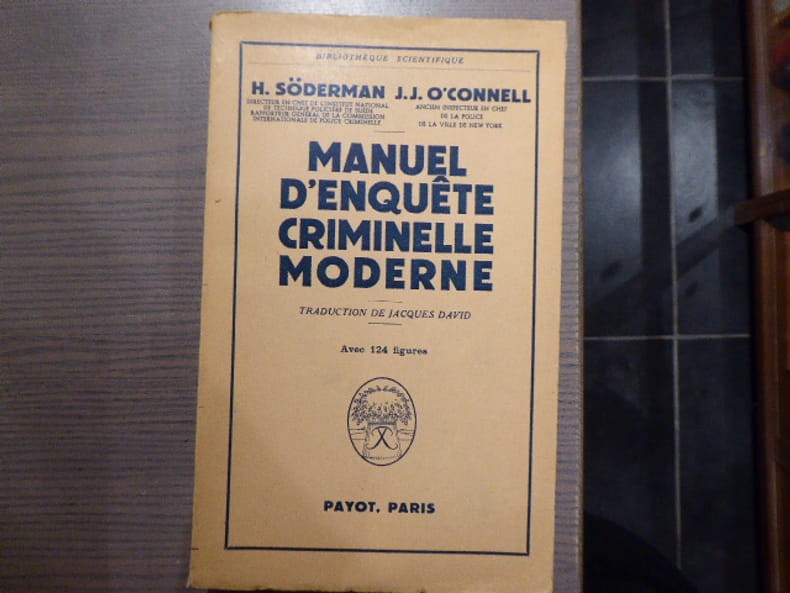 BIBLIOTHÈQUE SCIENTIFIQUE
H. SÖDERMAN J.J. O'CONNELL
DIRECTEUR EN CHEF DE L'INSTITUT NATIONAL
DE TECHNIQUE POLICIÈRE DE SUÈDE
RAPPORTEUR GÉNÉRAL DE LA COMMISSION
INTERNATIONALE DE POLICE CRIMINELLE
ANCIEN INSPECTEUR EN CHEF
DE LA POLICE
DE LA VILLE DE NEW YORK
MANUEL
D'ENQUÊTE
CRIMINELLE
MODERNE
TRADUCTION DE JACQUES DAVID
Avec 124 figures
PAYOT, PARIS